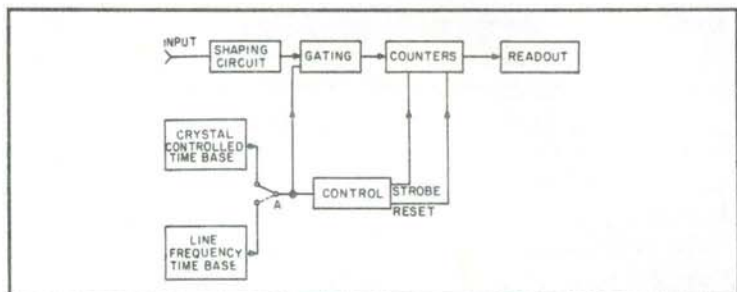 INPUT
SHAPING
CIRCUIT
GATING
COUNTERS
READOUT
CRYSTAL
CONTROLLED
TIME BASE
A
CONTROL
STROBE
RESET
LINE
FREQUENCY
TIME BASE